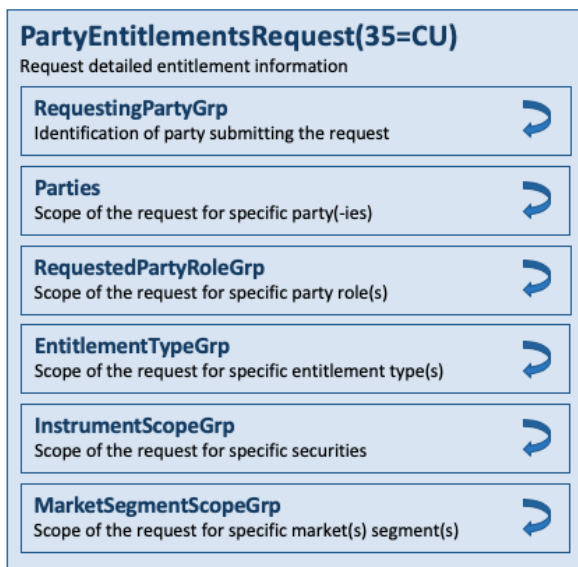 PartyEntitlementsRequest(35=CU)
Request detailed entitlement information
RequestingPartyGrp
Identification of party submitting the request
Parties
Scope of the request for specific party(-ies)
RequestedPartyRoleGrp
Scope of the request for specific party role(s)
EntitlementTypeGrp
Scope of the request for specific entitlement type(s)
InstrumentScopeGrp
Scope of the request for specific securities
MarketSegmentScopeGrp
Scope of the request for specific market(s) segment(s)